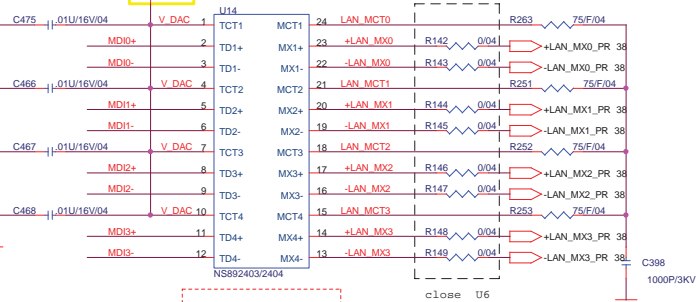 U14
C475 .01U/16V/04 V_DAC 1 TCT1 MCT1 24 LAN_MCT0 R263 75/F/04
MDI0+ 2 TD1+ MX1+ 23 +LAN_MX0 R142 0/04 +LAN_MX0_PR 38
MDI0- 3 TD1- MX1- 22 -LAN_MX0 R143 0/04 -LAN_MX0_PR 38
C466 .01U/16V/04 V_DAC 4 TCT2 MCT2 21 LAN_MCT1 R251 75/F/04
MDI1+ 5 TD2+ MX2+ 20 +LAN_MX1 R144 0/04 +LAN_MX1_PR 38
MDI1- 6 TD2- MX2- 19 -LAN_MX1 R145 0/04 -LAN_MX1_PR 38
C467 .01U/16V/04 V_DAC 7 TCT3 MCT3 18 LAN_MCT2 R252 75/F/04
MDI2+ 8 TD3+ MX3+ 17 +LAN_MX2 R146 0/04 +LAN_MX2_PR 38
MDI2- 9 TD3- MX3- 16 -LAN_MX2 R147 0/04 -LAN_MX2_PR 38
C468 .01U/16V/04 V_DAC 10 TCT4 MCT4 15 LAN_MCT3 R253 75/F/04
MDI3+ 11 TD4+ MX4+ 14 +LAN_MX3 R148 0/04 +LAN_MX3_PR 38
MDI3- 12 TD4- MX4- 13 -LAN_MX3 R149 0/04 -LAN_MX3_PR 38
C398
NS892403/2404
1000P/3KV
close U6